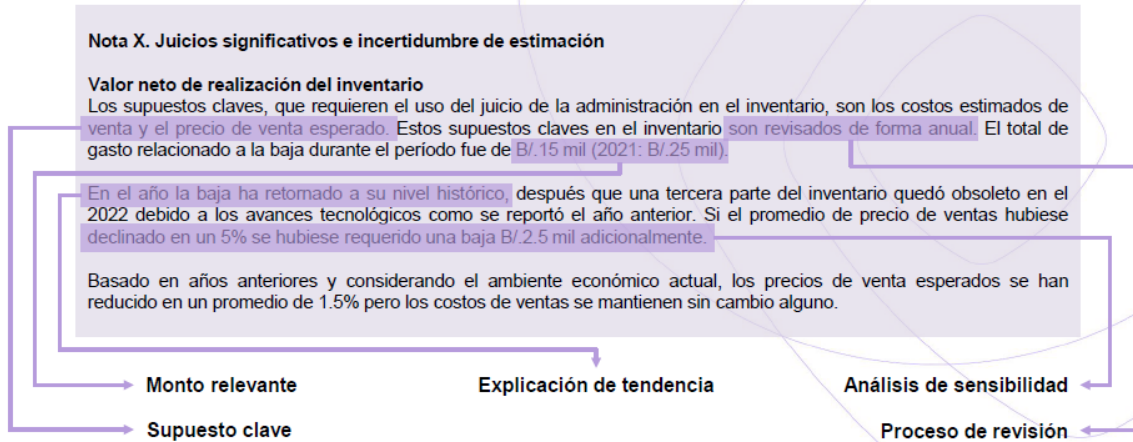 Nota X. Juicios significativos e incertidumbre de estimación
Valor neto de realización del inventario
Los supuestos claves, que requieren el uso del juicio de la administración en el inventario, son los costos estimados de
venta y el precio de venta esperado. Estos supuestos claves en el inventario son revisados de forma anual. El total de
gasto relacionado a la baja durante el período fue de B/.15 mil (2021: B/.25 mil).
En el año la baja ha retornado a su nivel histórico, después que una tercera parte del inventario quedó obsoleto en el
2022 debido a los avances tecnológicos como se reportó el año anterior. Si el promedio de precio de ventas hubiese
declinado en un 5% se hubiese requerido una baja B/.2.5 mil adicionalmente.
Basado en años anteriores y considerando el ambiente económico actual, los precios de venta esperados se han
reducido en un promedio de 1.5% pero los costos de ventas se mantienen sin cambio alguno.
Monto relevante Explicación de tendencia Análisis de sensibilidad
Supuesto clave Proceso de revisión